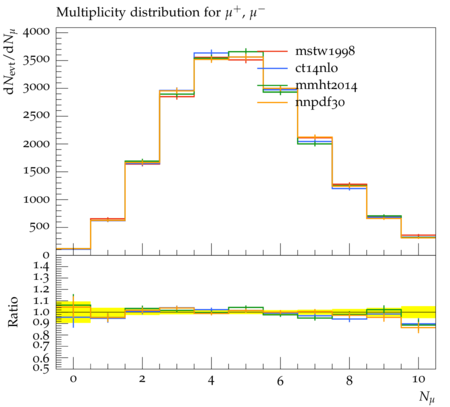 Multiplicity distribution for μ⁺, μ⁻
dN_evt/dN_μ
4000
3500
3000
2500
2000
1500
1000
500
0
mstw1998
ct14nlo
mmht2014
nnpdf30
Ratio
1.4
1.3
1.2
1.1
1.0
0.9
0.8
0.7
0.6
0.5
0 2 4 6 8 10
N_μ